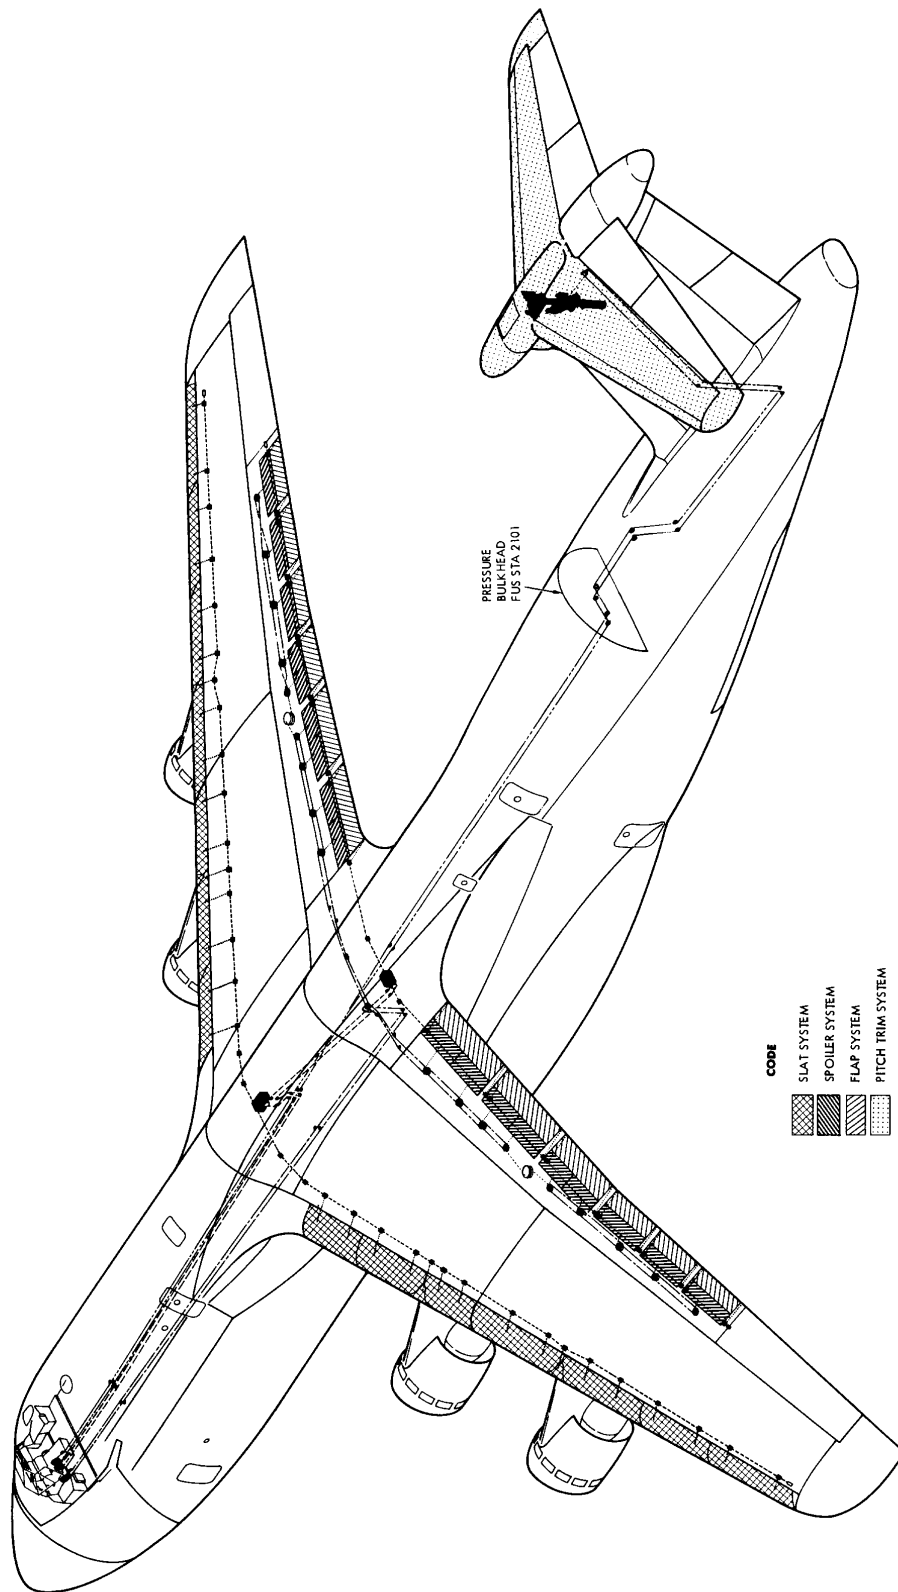 PRESSURE
BULKHEAD
FUS STA 2101
CODE
SLAT SYSTEM
SPOILER SYSTEM
FLAP SYSTEM
PITCH TRIM SYSTEM